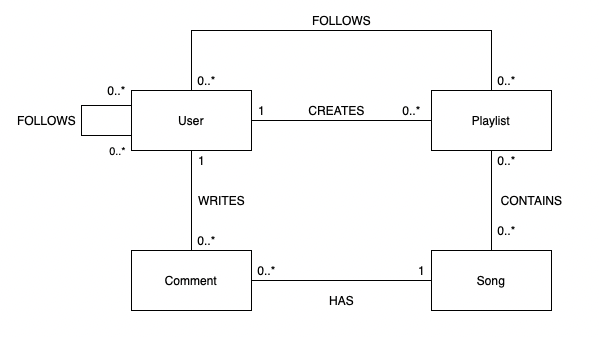 FOLLOWS
0..*
0..*
0..*
FOLLOWS
User
1
CREATES
0..*
Playlist
0..*
1
0..*
WRITES
CONTAINS
0..*
0..*
Comment
0..*
HAS
1
Song